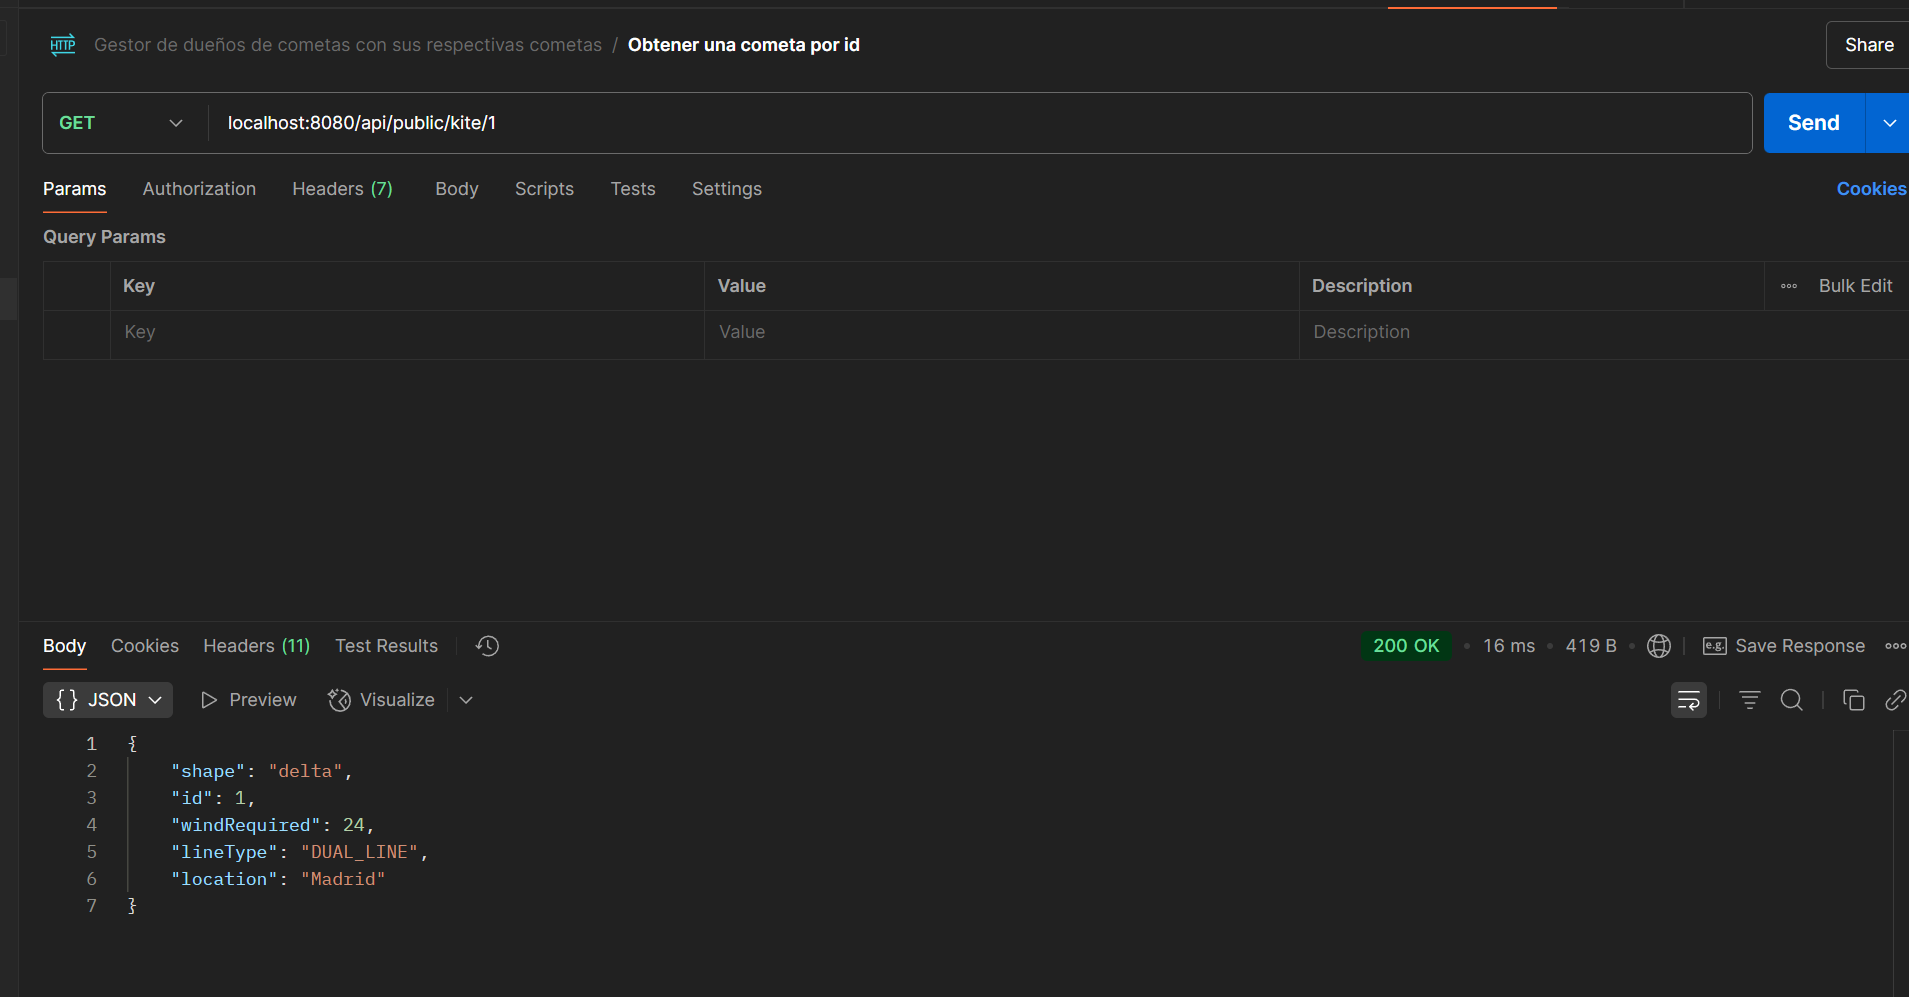 HTTP Gestor de dueños de cometas con sus respectivas cometas / Obtener una cometa por id Share
GET localhost:8080/api/public/kite/1 Send
Params Authorization Headers (7) Body Scripts Tests Settings Cookies
Query Params
Key Value Description Bulk Edit
Key Value Description
Body Cookies Headers (11) Test Results 200 OK • 16 ms • 419 B • e.g. Save Response
{} JSON Preview Visualize
1 {
2 "shape": "delta",
3 "id": 1,
4 "windRequired": 24,
5 "lineType": "DUAL_LINE",
6 "location": "Madrid"
7 }